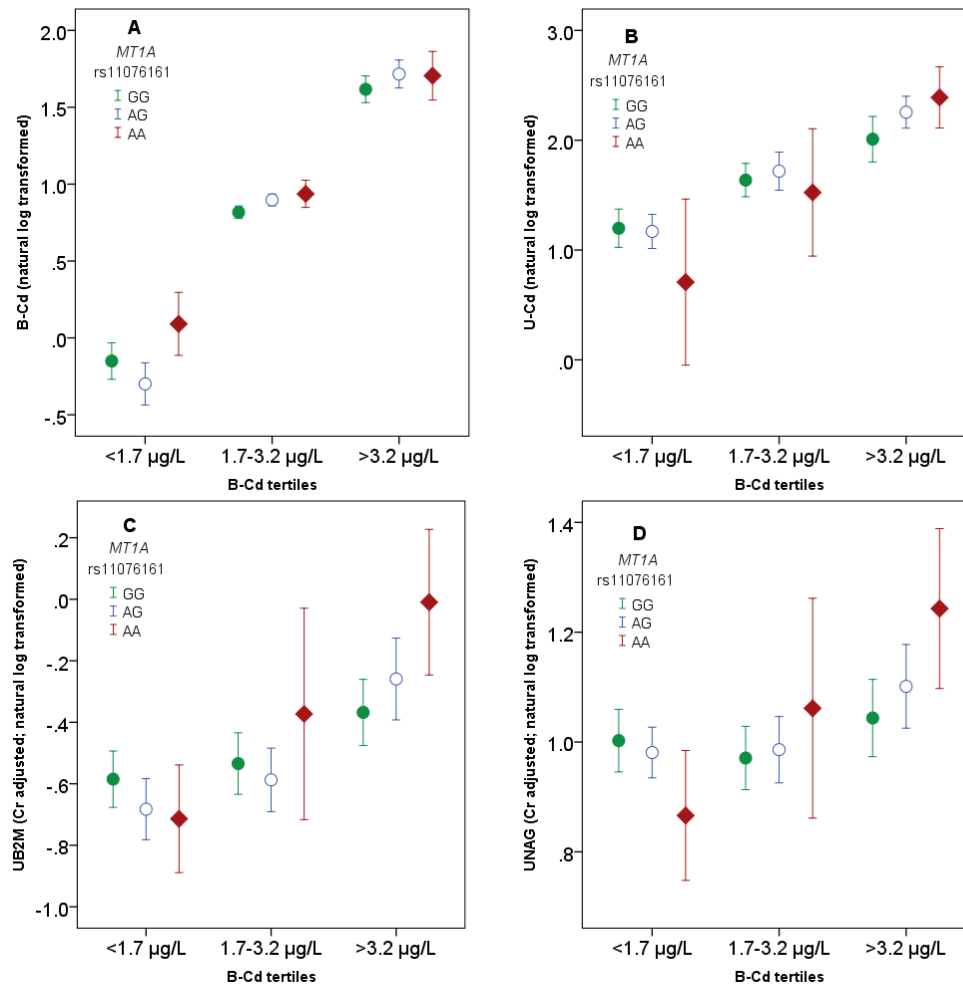 A
MT1A
rs11076161
GG
AG
AA
2.0
1.5
1.0
.5
.0
-.5
B-Cd (natural log transformed)
<1.7 µg/L
1.7-3.2 µg/L
>3.2 µg/L
B-Cd tertiles
B
MT1A
rs11076161
GG
AG
AA
3.0
2.0
1.0
.0
U-Cd (natural log transformed)
<1.7 µg/L
1.7-3.2 µg/L
>3.2 µg/L
B-Cd tertiles
C
MT1A
rs11076161
GG
AG
AA
.2
.0
-.2
-.4
-.6
-.8
-1.0
UB2M (Cr adjusted; natural log transformed)
<1.7 µg/L
1.7-3.2 µg/L
>3.2 µg/L
B-Cd tertiles
D
MT1A
rs11076161
GG
AG
AA
1.4
1.2
1.0
.8
UNAG (Cr adjusted; natural log transformed)
<1.7 µg/L
1.7-3.2 µg/L
>3.2 µg/L
B-Cd tertiles